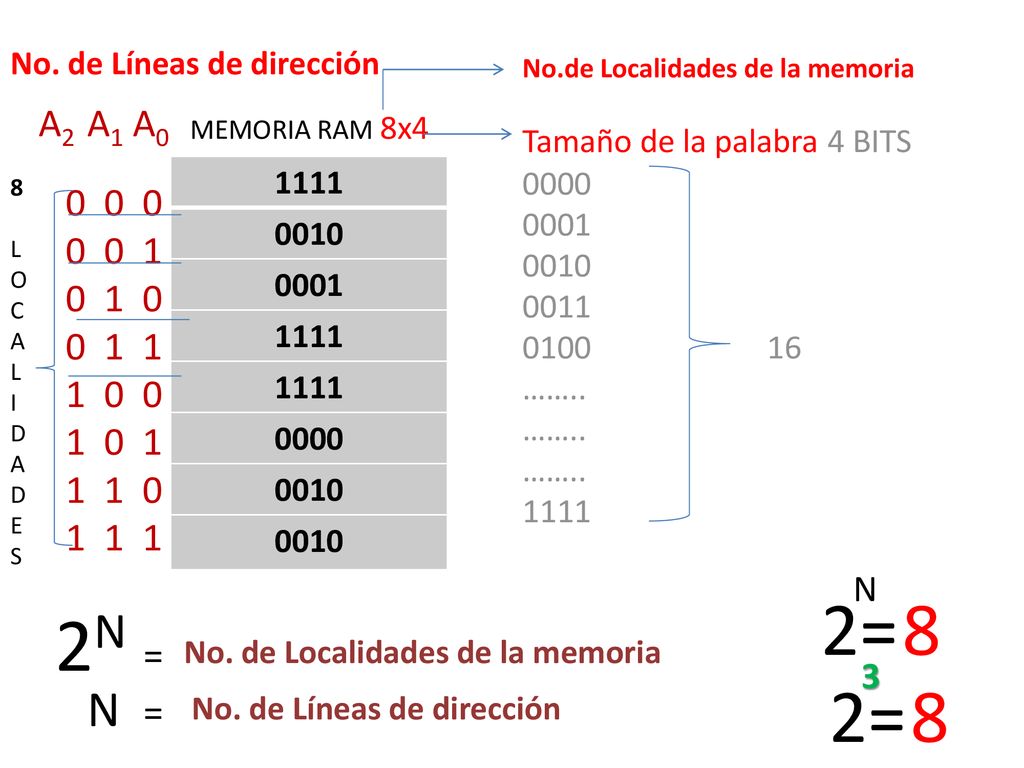 No. de Líneas de dirección
No.de Localidades de la memoria
A2 A1 A0
MEMORIA RAM 8x4
Tamaño de la palabra 4 BITS
8
L
O
C
A
L
I
D
A
D
E
S
0 0 0
0 0 1
0 1 0
0 1 1
1 0 0
1 0 1
1 1 0
1 1 1
1111
0010
0001
1111
1111
0000
0010
0010
0000
0001
0010
0011
0100
……..
……..
……..
1111
16
2^N = No. de Localidades de la memoria
N = No. de Líneas de dirección
N
2=8
3
2=8